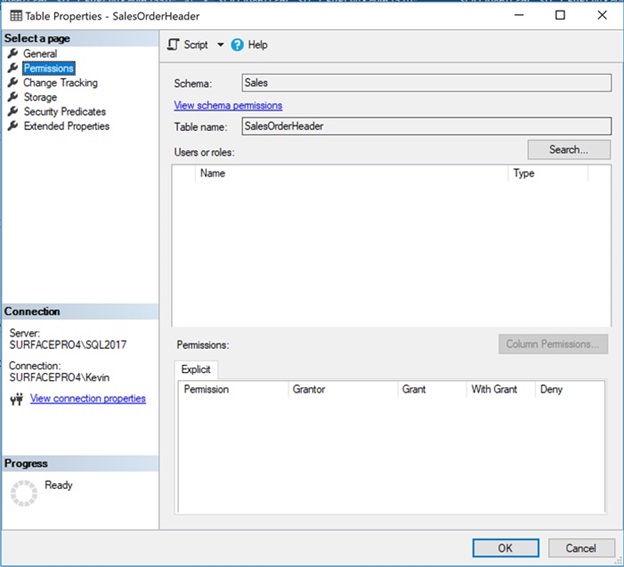 Table Properties - SalesOrderHeader
Select a page
General
Permissions
Change Tracking
Storage
Security Predicates
Extended Properties
Connection
Server:
SURFACEPRO4\SQL2017
Connection:
SURFACEPRO4\Kevin
View connection properties
Progress
Ready
Script Help
Schema: Sales
View schema permissions
Table name: SalesOrderHeader
Users or roles: Search...
Name Type
Permissions: Column Permissions...
Explicit
Permission Grantor Grant With Grant Deny
OK Cancel